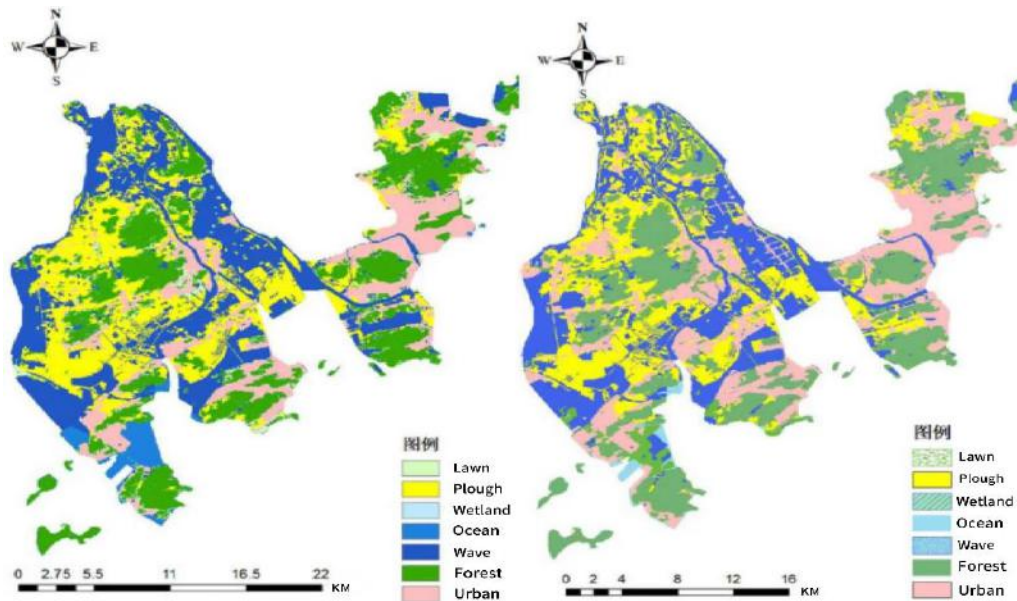 N
W E
S
图例
Lawn
Plough
Wetland
Ocean
Wave
Forest
Urban
0 2.75 5.5 11 16.5 22 KM
N
W E
S
图例
Lawn
Plough
Wetland
Ocean
Wave
Forest
Urban
0 2 4 8 12 16 KM